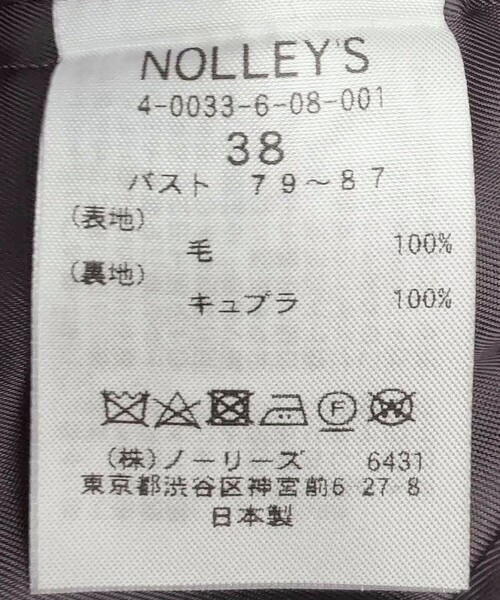 NOLLEY'S
4-0033-6-08-001
38
バスト 79～87
(表地)
毛 100%
(裏地)
キュプラ 100%
F W
(株)ノーリーズ 6431
東京都渋谷区神宮前6 27 8
日本製